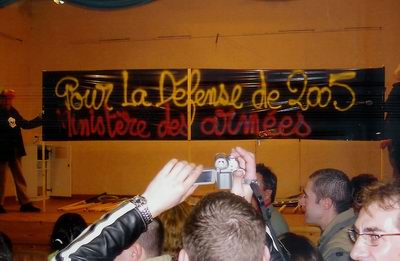 Pour La Défense de 2005
Ministère des armées